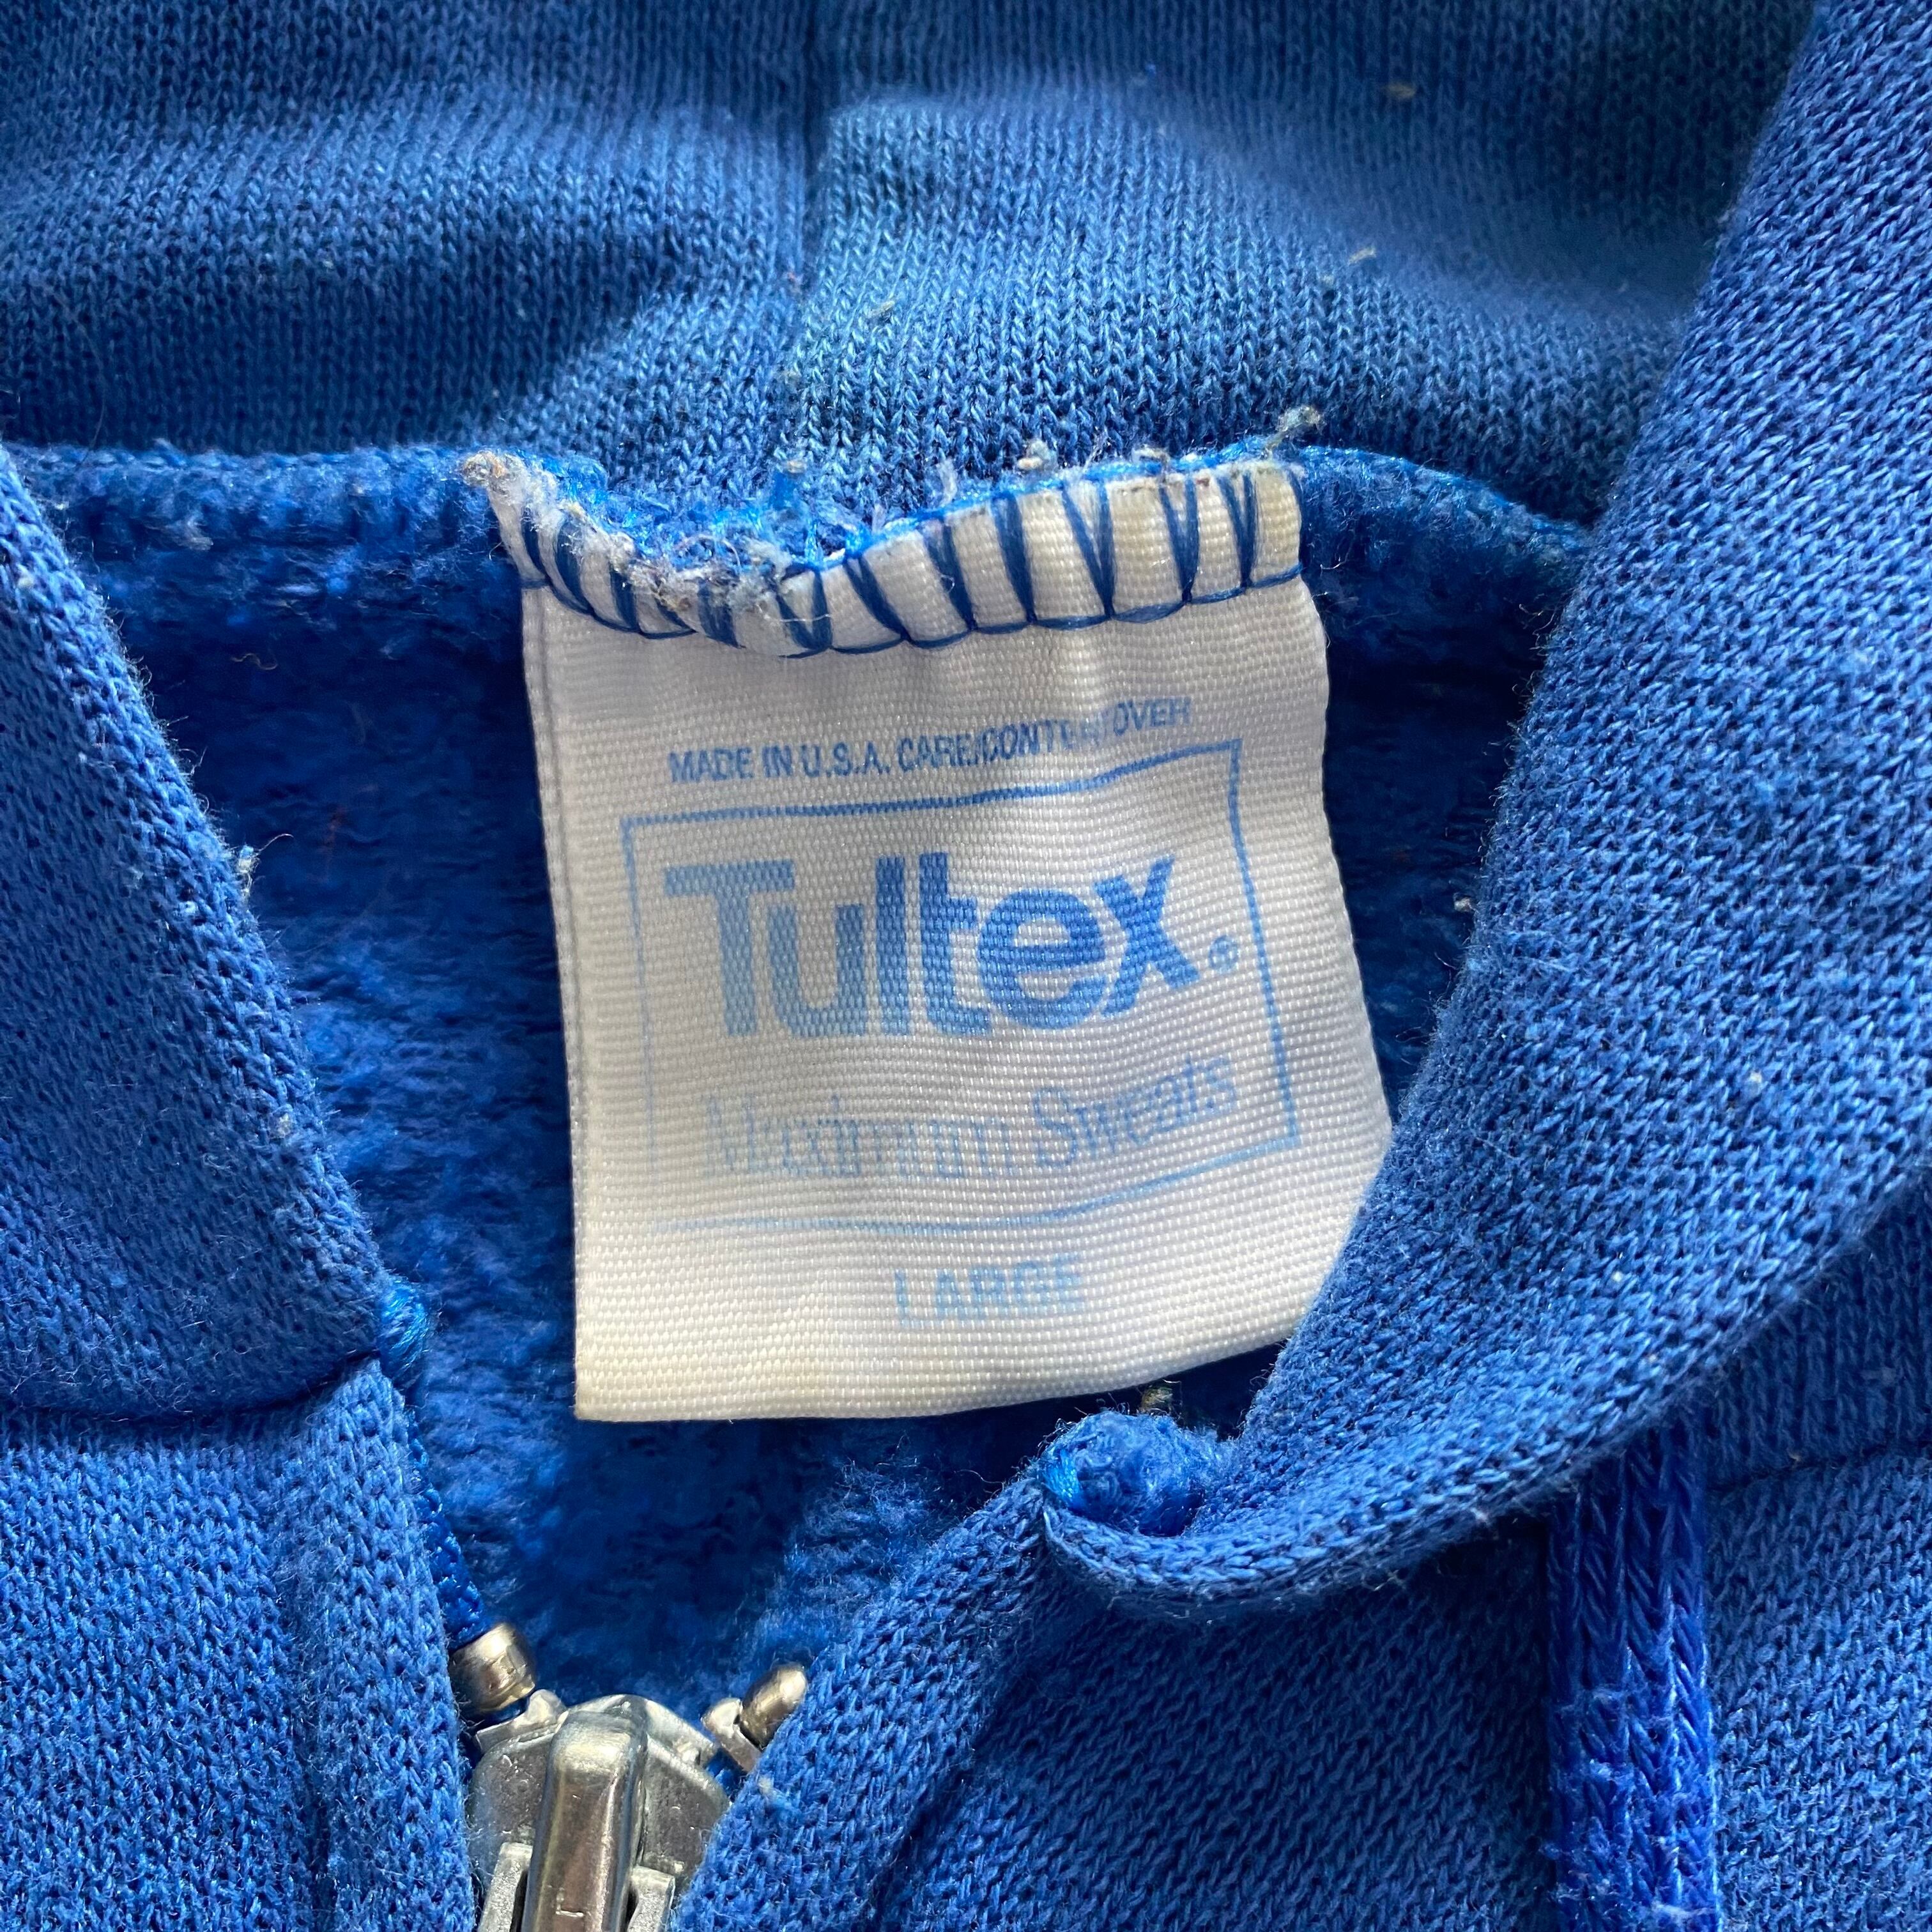 MADE IN U.S.A. CARE/CONTENT OVER
Tultex®
Maximum Sweats
LARGE